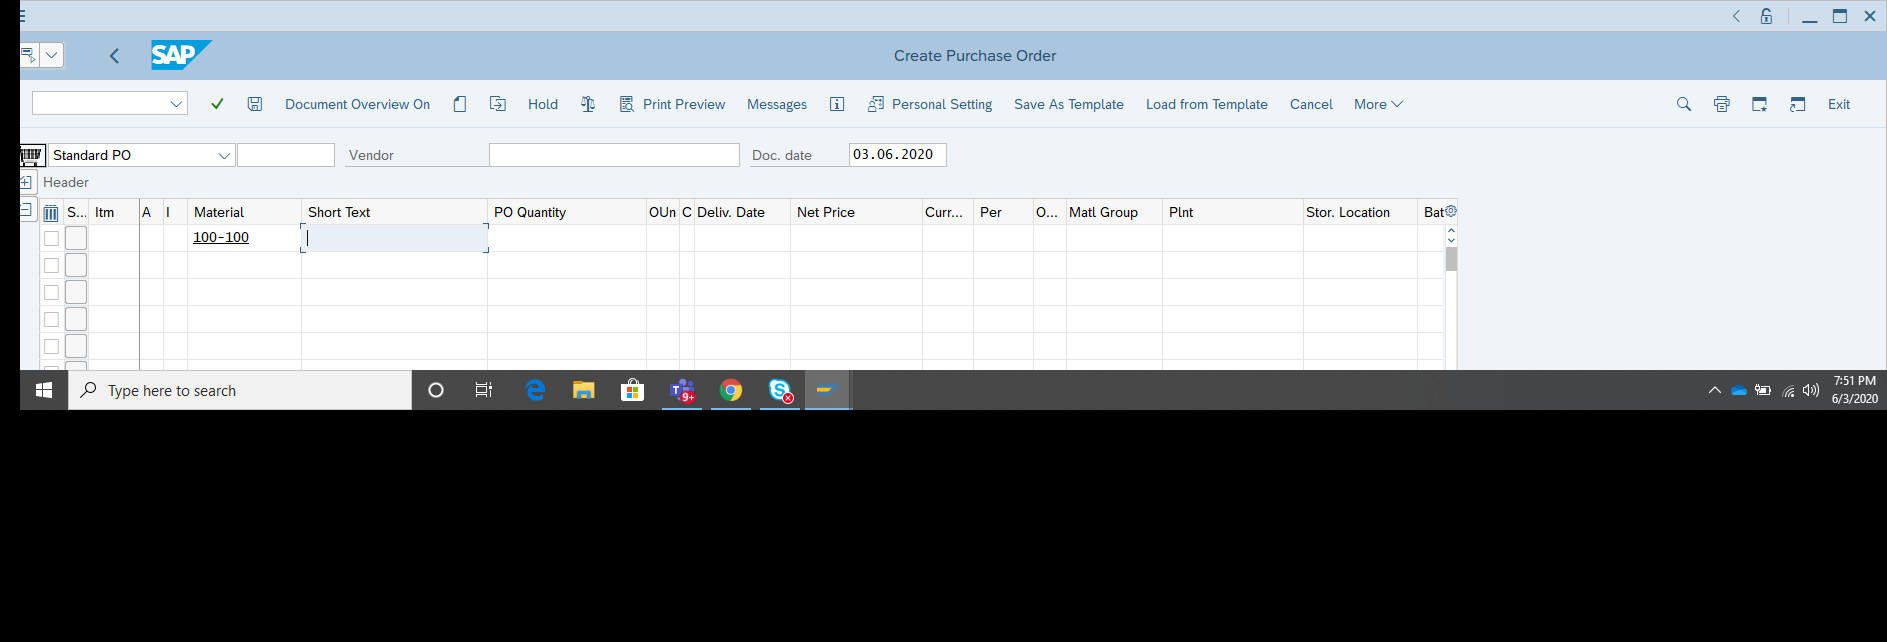 SAP
Create Purchase Order
Document Overview On Hold Print Preview Messages Personal Setting Save As Template Load from Template Cancel More Exit
Standard PO Vendor Doc. date 03.06.2020
Header
S... Itm A I Material Short Text PO Quantity OUn C Deliv. Date Net Price Curr... Per O... Matl Group Plnt Stor. Location Bat
100-100
Type here to search
T 9+
S
7:51 PM
6/3/2020